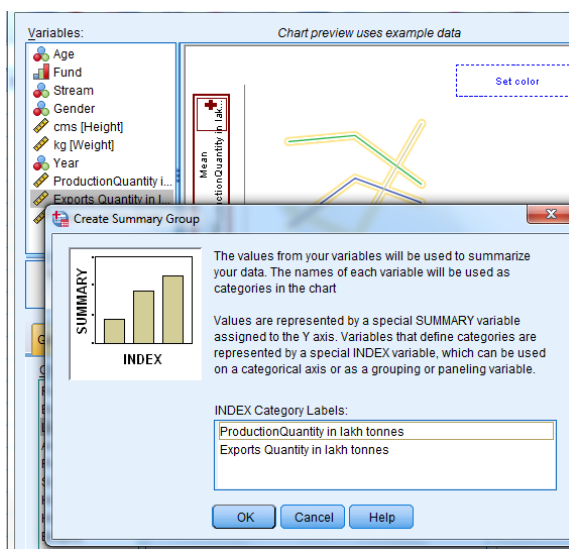 Variables:
Chart preview uses example data
Age
Fund
Stream
Gender
cms [Height]
kg [Weight]
Year
ProductionQuantity i...
Exports Quantity in l...
Set color
Mean
uctionQuantity in lak...
Create Summary Group
The values from your variables will be used to summarize
your data. The names of each variable will be used as
categories in the chart
Values are represented by a special SUMMARY variable
assigned to the Y axis. Variables that define categories are
represented by a special INDEX variable, which can be used
on a categorical axis or as a grouping or paneling variable.
SUMMARY
INDEX
INDEX Category Labels:
ProductionQuantity in lakh tonnes
Exports Quantity in lakh tonnes
OK
Cancel
Help